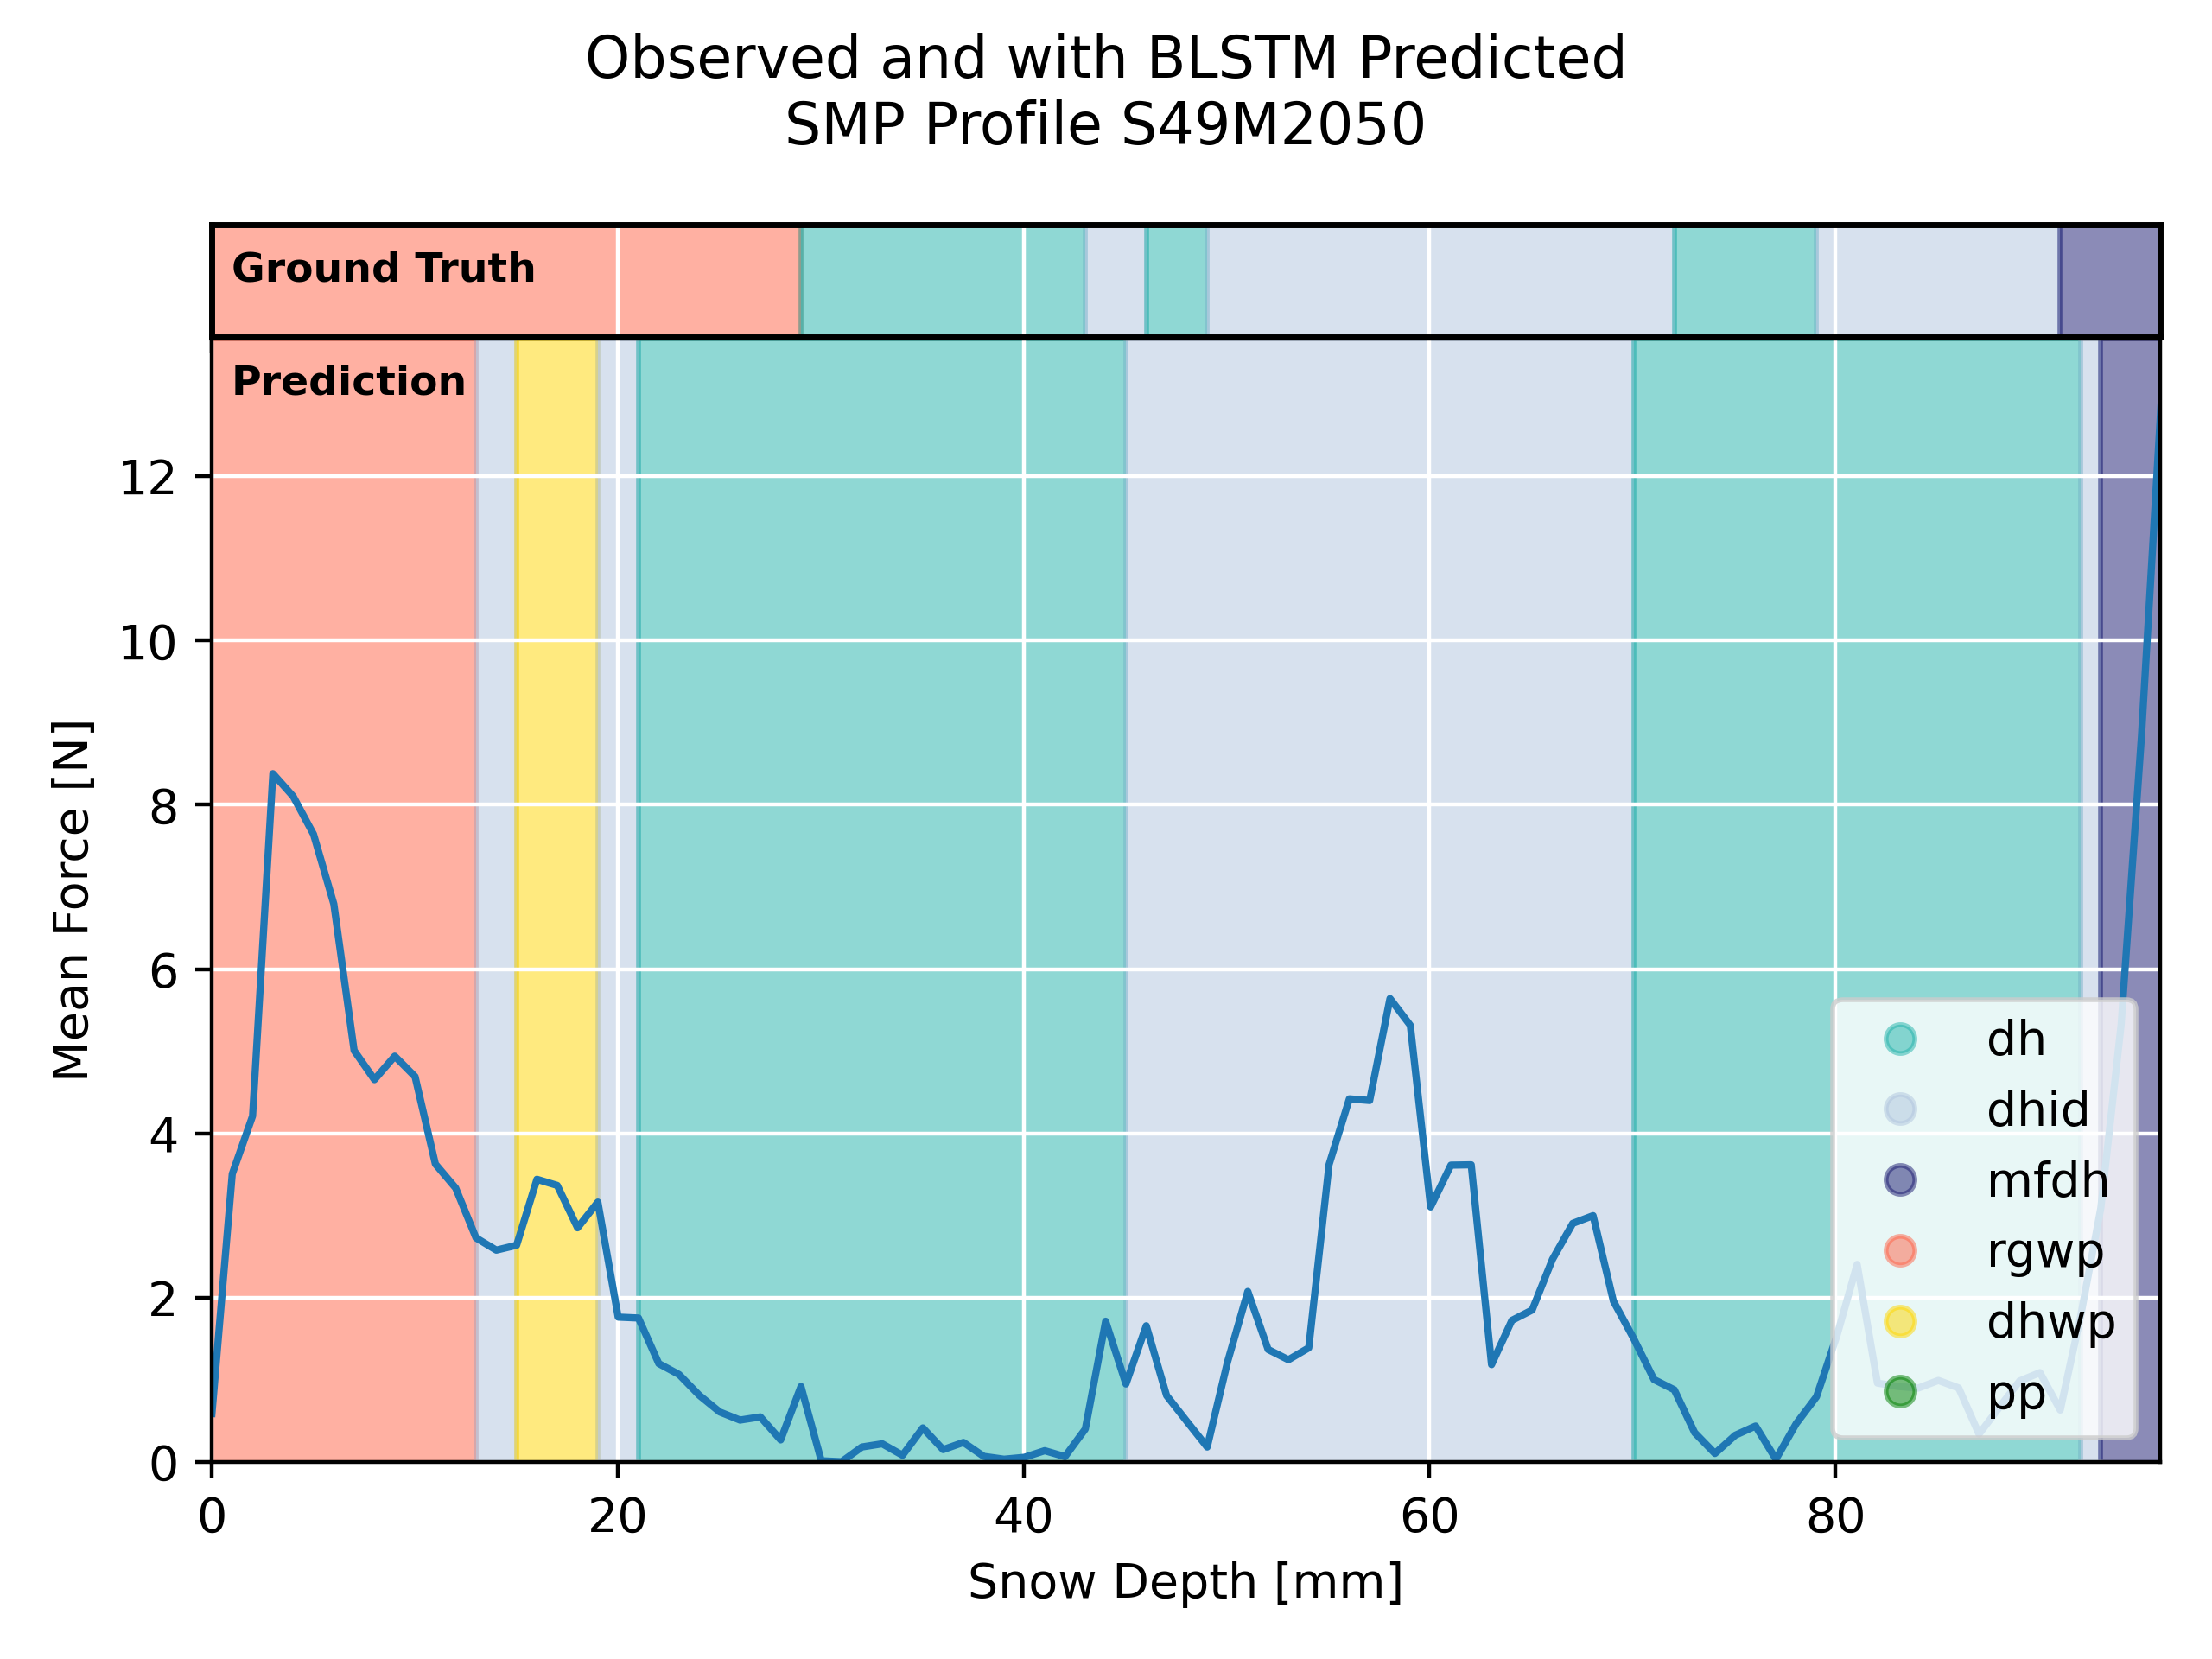 Observed and with BLSTM Predicted
SMP Profile S49M2050
Ground Truth
Prediction
12
10
8
6
4
2
0
Mean Force [N]
dh
dhid
mfdh
rgwp
dhwp
pp
0 20 40 60 80
Snow Depth [mm]